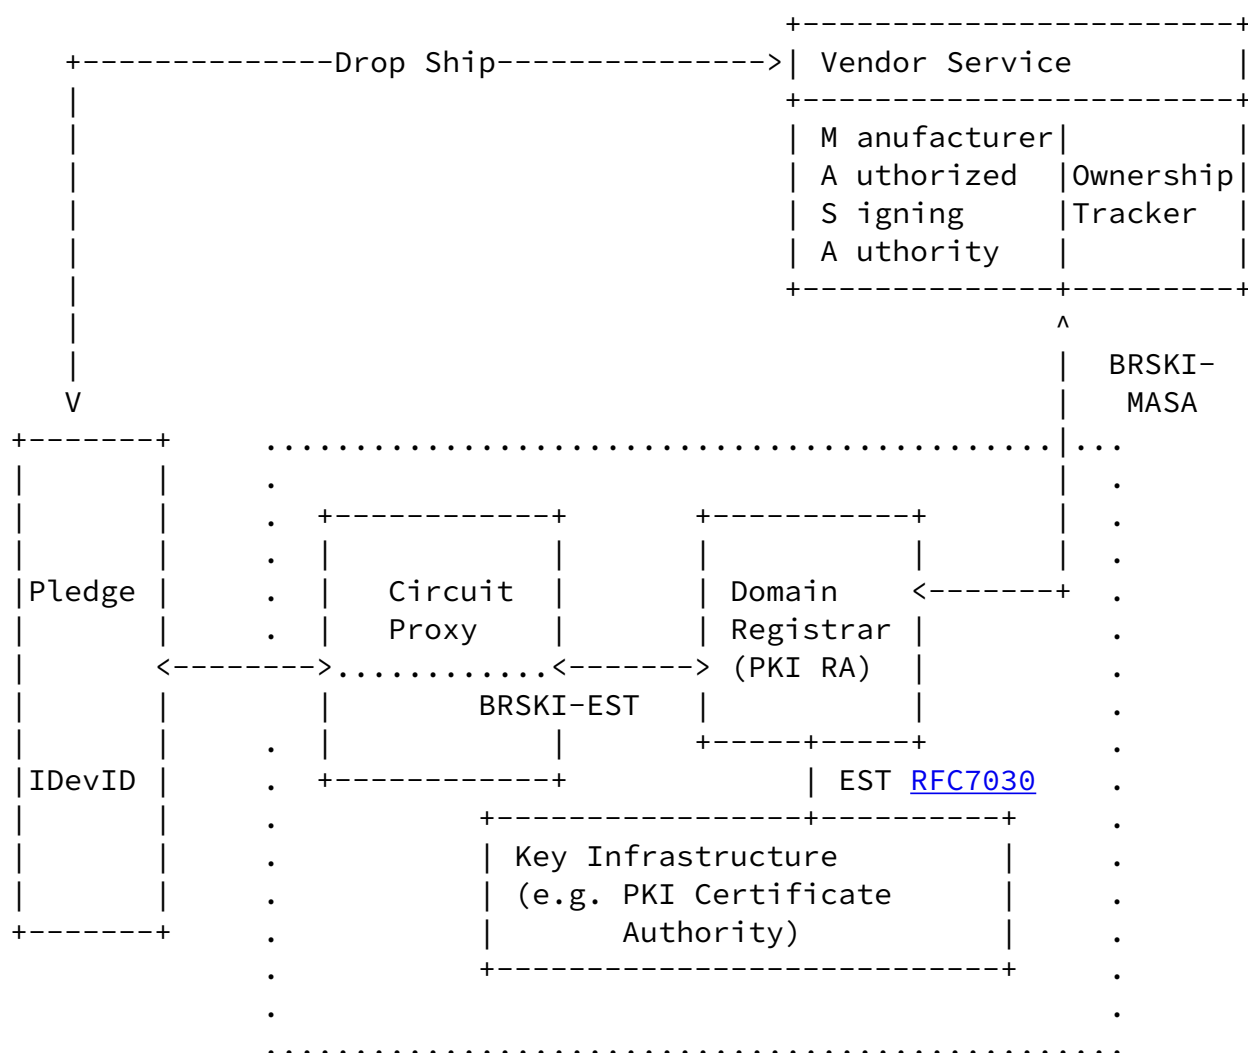 Drop Ship
Vendor Service
M anufacturer
A uthorized Ownership
S igning Tracker
A uthority
BRSKI-
MASA
Pledge Circuit Domain
Proxy Registrar
(PKI RA)
BRSKI-EST
IDevID EST RFC7030
Key Infrastructure
(e.g. PKI Certificate
Authority)